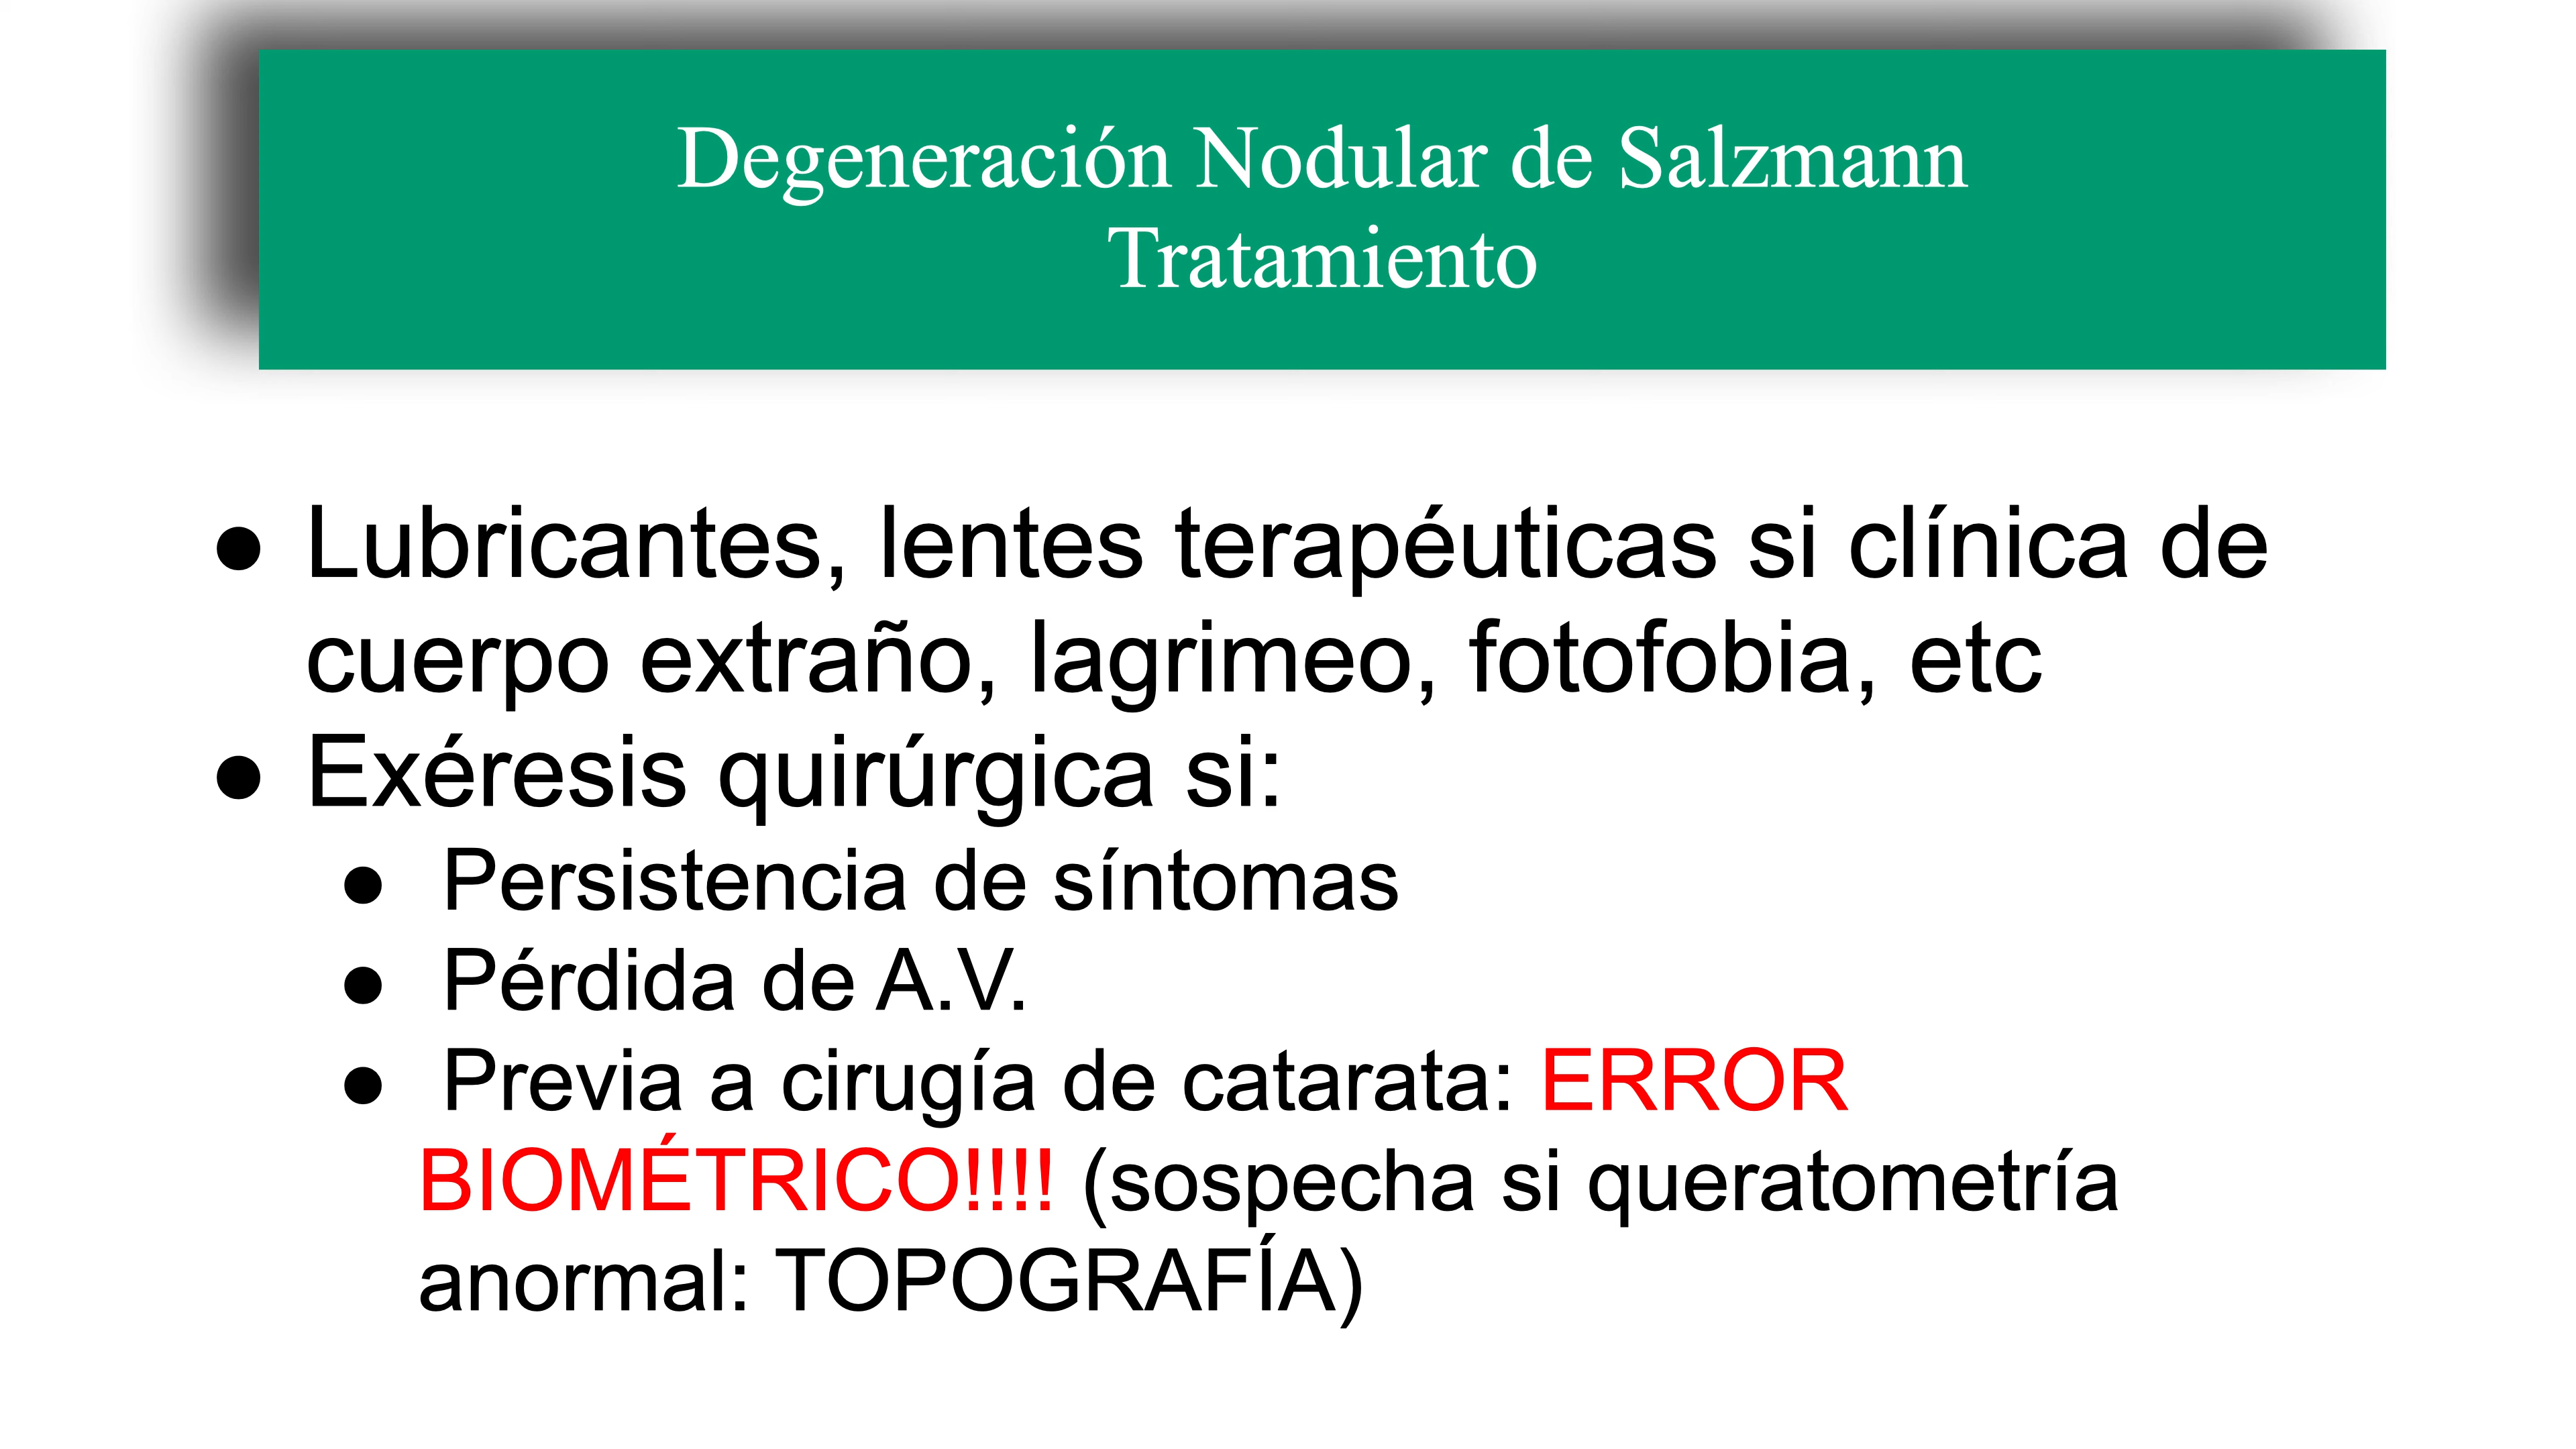 Degeneración Nodular de Salzmann
Tratamiento
● Lubricantes, lentes terapéuticas si clínica de
cuerpo extraño, lagrimeo, fotofobia, etc
● Exéresis quirúrgica si:
● Persistencia de síntomas
● Pérdida de A.V.
● Previa a cirugía de catarata: ERROR
BIOMÉTRICO!!!! (sospecha si queratometría
anormal: TOPOGRAFÍA)